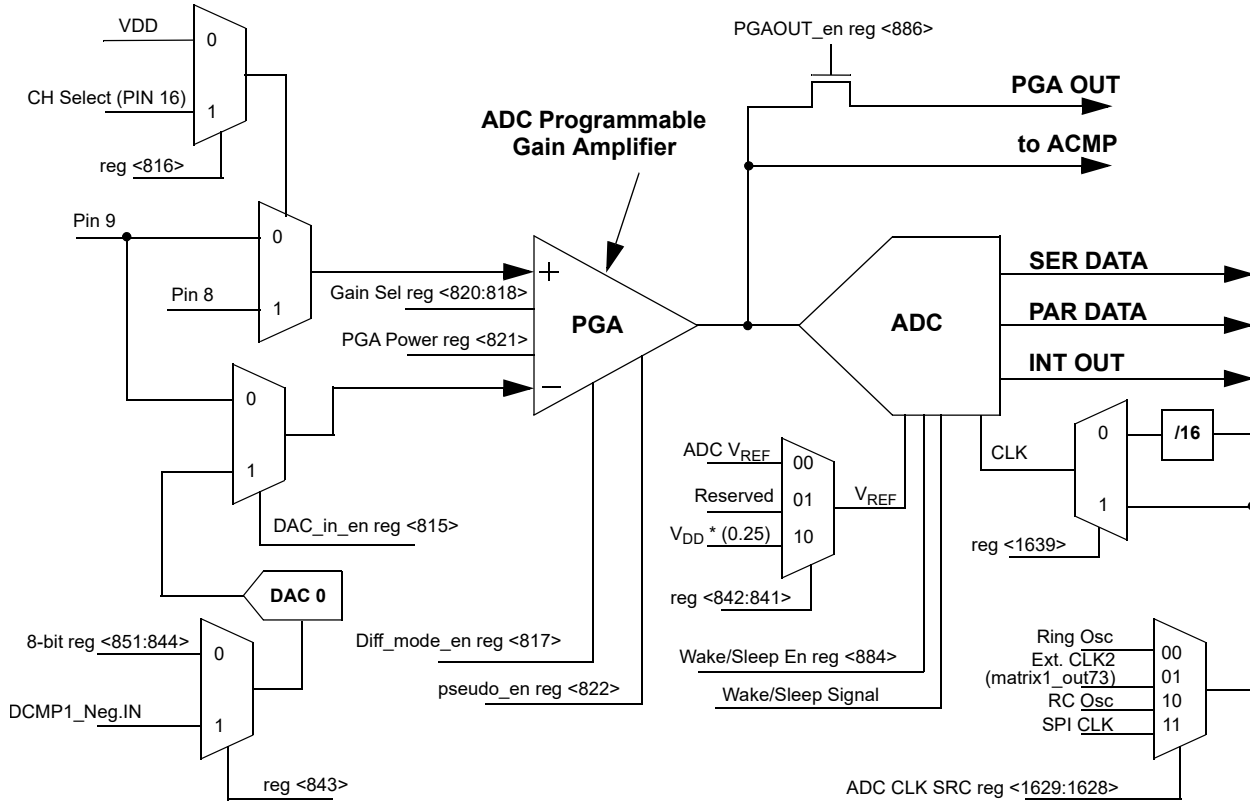 VDD
0
CH Select (PIN 16)
1
reg <816>
PGAOUT_en reg <886>
PGA OUT
to ACMP
ADC Programmable
Gain Amplifier
Pin 9
0
Pin 8
1
+
Gain Sel reg <820:818>
PGA
PGA Power reg <821>
−
ADC
SER DATA
PAR DATA
INT OUT
0
1
DAC_in_en reg <815>
ADC VREF
00
Reserved
01
VDD * (0.25)
10
VREF
reg <842:841>
CLK
0
/16
1
reg <1639>
DAC 0
8-bit reg <851:844>
0
DCMP1_Neg.IN
1
reg <843>
Diff_mode_en reg <817>
pseudo_en reg <822>
Wake/Sleep En reg <884>
Wake/Sleep Signal
Ring Osc
00
Ext. CLK2
(matrix1_out73)
01
RC Osc
10
SPI CLK
11
ADC CLK SRC reg <1629:1628>